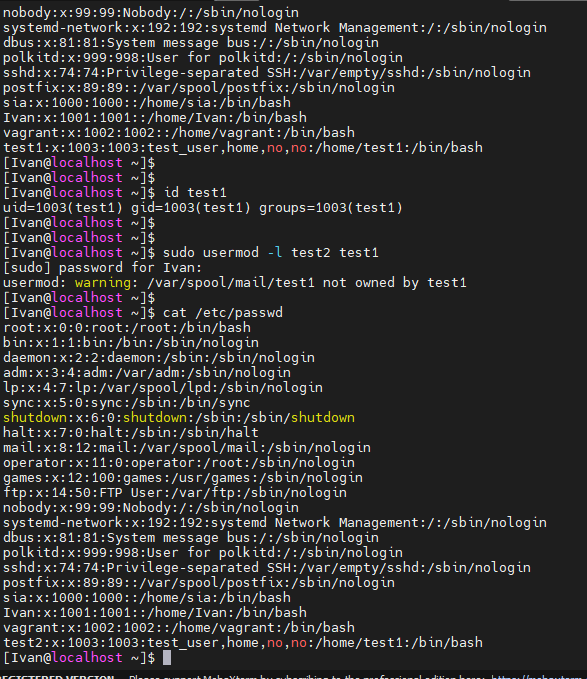 nobody:x:99:99:Nobody:/:/sbin/nologin
systemd-network:x:192:192:systemd Network Management:/:/sbin/nologin
dbus:x:81:81:System message bus:/:/sbin/nologin
polkitd:x:999:998:User for polkitd:/:/sbin/nologin
sshd:x:74:74:Privilege-separated SSH:/var/empty/sshd:/sbin/nologin
postfix:x:89:89::/var/spool/postfix:/sbin/nologin
sia:x:1000:1000::/home/sia:/bin/bash
Ivan:x:1001:1001::/home/Ivan:/bin/bash
vagrant:x:1002:1002::/home/vagrant:/bin/bash
test1:x:1003:1003:test_user,home,no,no:/home/test1:/bin/bash
[Ivan@localhost ~]$
[Ivan@localhost ~]$
[Ivan@localhost ~]$ id test1
uid=1003(test1) gid=1003(test1) groups=1003(test1)
[Ivan@localhost ~]$
[Ivan@localhost ~]$
[Ivan@localhost ~]$ sudo usermod -l test2 test1
[sudo] password for Ivan:
usermod: warning: /var/spool/mail/test1 not owned by test1
[Ivan@localhost ~]$
[Ivan@localhost ~]$ cat /etc/passwd
root:x:0:0:root:/root:/bin/bash
bin:x:1:1:bin:/bin:/sbin/nologin
daemon:x:2:2:daemon:/sbin:/sbin/nologin
adm:x:3:4:adm:/var/adm:/sbin/nologin
lp:x:4:7:lp:/var/spool/lpd:/sbin/nologin
sync:x:5:0:sync:/sbin:/bin/sync
shutdown:x:6:0:shutdown:/sbin:/sbin/shutdown
halt:x:7:0:halt:/sbin:/sbin/halt
mail:x:8:12:mail:/var/spool/mail:/sbin/nologin
operator:x:11:0:operator:/root:/sbin/nologin
games:x:12:100:games:/usr/games:/sbin/nologin
ftp:x:14:50:FTP User:/var/ftp:/sbin/nologin
nobody:x:99:99:Nobody:/:/sbin/nologin
systemd-network:x:192:192:systemd Network Management:/:/sbin/nologin
dbus:x:81:81:System message bus:/:/sbin/nologin
polkitd:x:999:998:User for polkitd:/:/sbin/nologin
sshd:x:74:74:Privilege-separated SSH:/var/empty/sshd:/sbin/nologin
postfix:x:89:89::/var/spool/postfix:/sbin/nologin
sia:x:1000:1000::/home/sia:/bin/bash
Ivan:x:1001:1001::/home/Ivan:/bin/bash
vagrant:x:1002:1002::/home/vagrant:/bin/bash
test2:x:1003:1003:test_user,home,no,no:/home/test1:/bin/bash
[Ivan@localhost ~]$